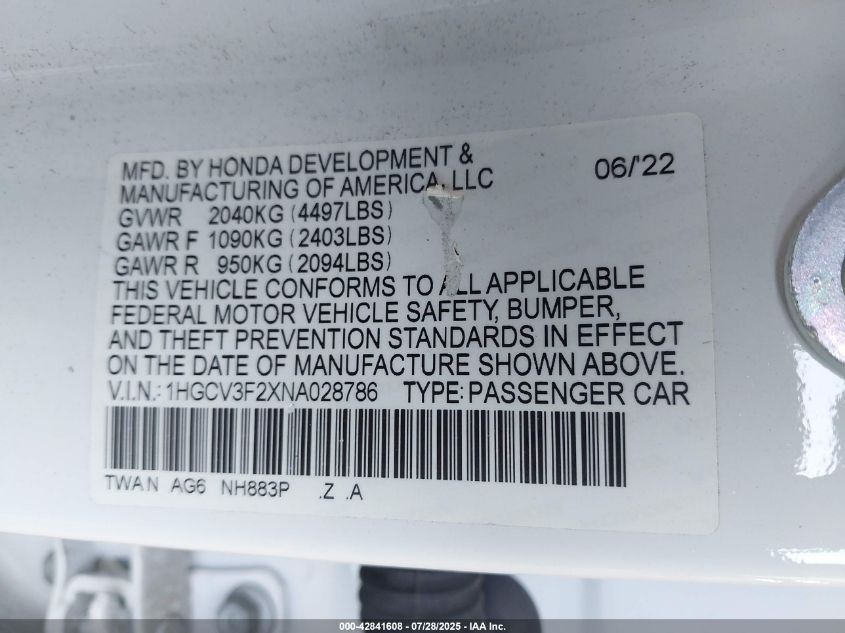 MFD. BY HONDA DEVELOPMENT &
MANUFACTURING OF AMERICA, LLC
06/'22
GVWR 2040KG (4497LBS)
GAWR F 1090KG (2403LBS)
GAWR R 950KG (2094LBS)
THIS VEHICLE CONFORMS TO ALL APPLICABLE
FEDERAL MOTOR VEHICLE SAFETY, BUMPER,
AND THEFT PREVENTION STANDARDS IN EFFECT
ON THE DATE OF MANUFACTURE SHOWN ABOVE.
V.I.N.: 1HGCV3F2XNA028786 TYPE: PASSENGER CAR
TWAN AG6 NH883P .Z .A
000-42841608 - 07/28/2025 - IAA Inc.